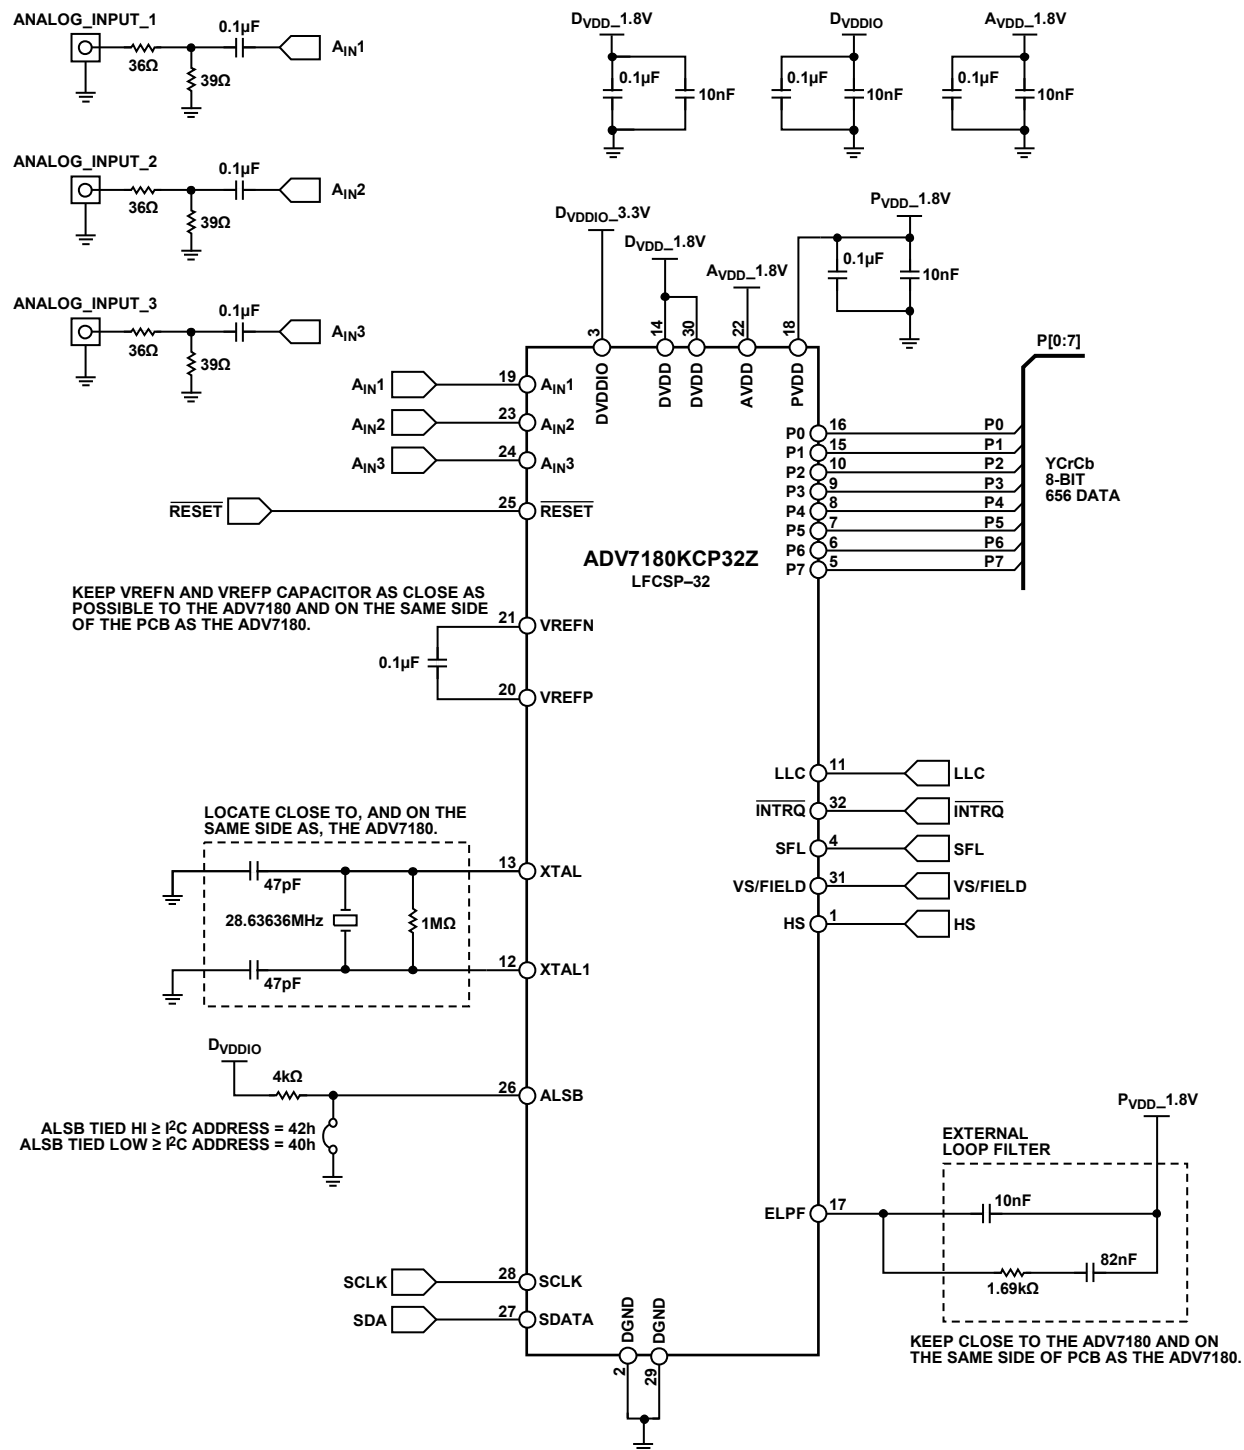 ANALOG_INPUT_1
0.1µF
AIN1
36Ω
39Ω
DVDD_1.8V
0.1µF
10nF
DVDDIO
0.1µF
10nF
AVDD_1.8V
0.1µF
10nF
ANALOG_INPUT_2
0.1µF
AIN2
36Ω
39Ω
ANALOG_INPUT_3
0.1µF
AIN3
36Ω
39Ω
DVDDIO_3.3V
DVDD_1.8V
AVDD_1.8V
PVDD_1.8V
0.1µF
10nF
3
14
30
22
18
DVDDIO
DVDD
DVDD
AVDD
PVDD
AIN1
19
AIN1
AIN2
23
AIN2
AIN3
24
AIN3
RESET
25
RESET
P[0:7]
P0
16
P0
P1
15
P1
P2
10
P2
P3
9
P3
P4
8
P4
P5
7
P5
P6
6
P6
P7
5
P7
YCrCb
8-BIT
656 DATA
ADV7180KCP32Z
LFCSP–32
KEEP VREFN AND VREFP CAPACITOR AS CLOSE AS
POSSIBLE TO THE ADV7180 AND ON THE SAME SIDE
OF THE PCB AS THE ADV7180.
21
VREFN
0.1µF
20
VREFP
LLC
11
LLC
INTRQ
32
INTRQ
SFL
4
SFL
VS/FIELD
31
VS/FIELD
HS
1
HS
LOCATE CLOSE TO, AND ON THE
SAME SIDE AS, THE ADV7180.
47pF
13
XTAL
28.63636MHz
1MΩ
47pF
12
XTAL1
DVDDIO
4kΩ
26
ALSB
ALSB TIED HI ≥ I2C ADDRESS = 42h
ALSB TIED LOW ≥ I2C ADDRESS = 40h
PVDD_1.8V
EXTERNAL
LOOP FILTER
ELPF
17
10nF
82nF
1.69kΩ
KEEP CLOSE TO THE ADV7180 AND ON
THE SAME SIDE OF PCB AS THE ADV7180.
SCLK
28
SCLK
SDA
27
SDATA
DGND
DGND
2
29